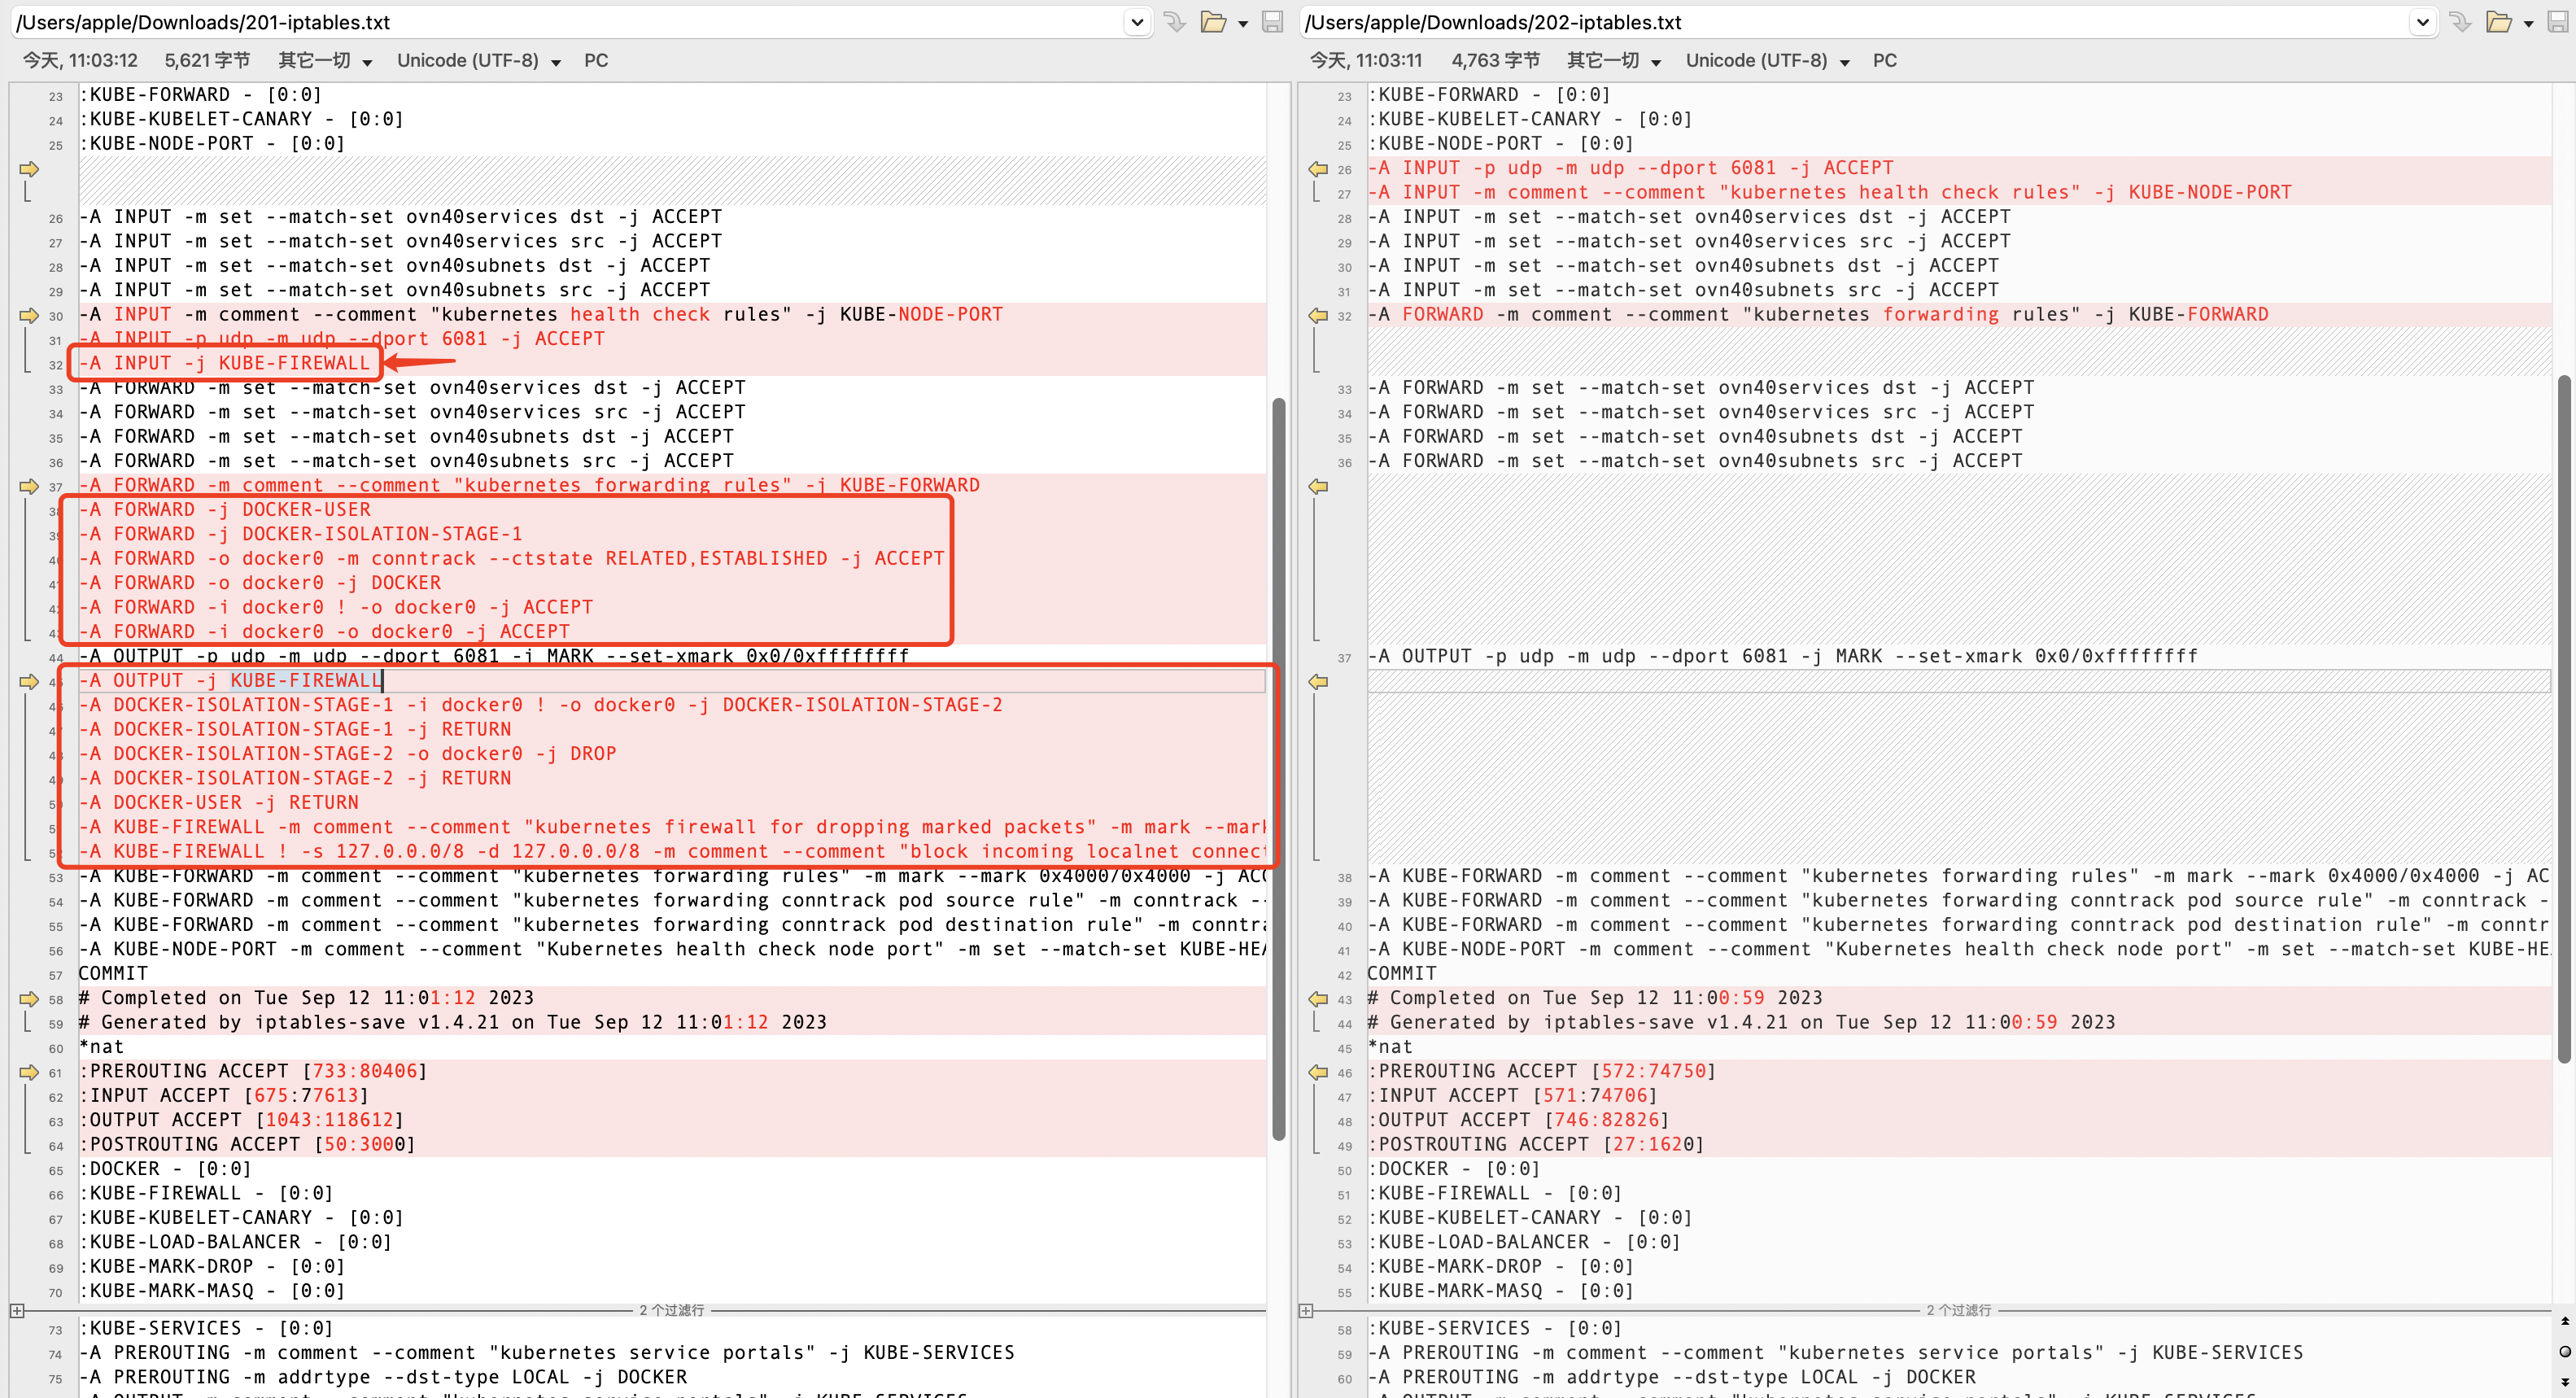 /Users/apple/Downloads/201-iptables.txt
今天, 11:03:12 5,621 字节 其它一切 Unicode (UTF-8) PC
23 :KUBE-FORWARD - [0:0]
24 :KUBE-KUBELET-CANARY - [0:0]
25 :KUBE-NODE-PORT - [0:0]
26 -A INPUT -m set --match-set ovn40services dst -j ACCEPT
27 -A INPUT -m set --match-set ovn40services src -j ACCEPT
28 -A INPUT -m set --match-set ovn40subnets dst -j ACCEPT
29 -A INPUT -m set --match-set ovn40subnets src -j ACCEPT
30 -A INPUT -m comment --comment "kubernetes health check rules" -j KUBE-NODE-PORT
31 -A INPUT -p udp -m udp --dport 6081 -j ACCEPT
32 -A INPUT -j KUBE-FIREWALL
33 -A FORWARD -m set --match-set ovn40services dst -j ACCEPT
34 -A FORWARD -m set --match-set ovn40services src -j ACCEPT
35 -A FORWARD -m set --match-set ovn40subnets dst -j ACCEPT
36 -A FORWARD -m set --match-set ovn40subnets src -j ACCEPT
37 -A FORWARD -m comment --comment "kubernetes forwarding rules" -j KUBE-FORWARD
-A FORWARD -j DOCKER-USER
-A FORWARD -j DOCKER-ISOLATION-STAGE-1
-A FORWARD -o docker0 -m conntrack --ctstate RELATED,ESTABLISHED -j ACCEPT
-A FORWARD -o docker0 -j DOCKER
-A FORWARD -i docker0 ! -o docker0 -j ACCEPT
-A FORWARD -i docker0 -o docker0 -j ACCEPT
44 -A OUTPUT -p udp -m udp --dport 6081 -j MARK --set-xmark 0x0/0xffffffff
-A OUTPUT -j KUBE-FIREWALL
-A DOCKER-ISOLATION-STAGE-1 -i docker0 ! -o docker0 -j DOCKER-ISOLATION-STAGE-2
-A DOCKER-ISOLATION-STAGE-1 -j RETURN
-A DOCKER-ISOLATION-STAGE-2 -o docker0 -j DROP
-A DOCKER-ISOLATION-STAGE-2 -j RETURN
-A DOCKER-USER -j RETURN
-A KUBE-FIREWALL -m comment --comment "kubernetes firewall for dropping marked packets" -m mark --mark
-A KUBE-FIREWALL ! -s 127.0.0.0/8 -d 127.0.0.0/8 -m comment --comment "block incoming localnet connect
53 -A KUBE-FORWARD -m comment --comment "kubernetes forwarding rules" -m mark --mark 0x4000/0x4000 -j ACC
54 -A KUBE-FORWARD -m comment --comment "kubernetes forwarding conntrack pod source rule" -m conntrack --
55 -A KUBE-FORWARD -m comment --comment "kubernetes forwarding conntrack pod destination rule" -m conntra
56 -A KUBE-NODE-PORT -m comment --comment "Kubernetes health check node port" -m set --match-set KUBE-HEA
57 COMMIT
58 # Completed on Tue Sep 12 11:01:12 2023
59 # Generated by iptables-save v1.4.21 on Tue Sep 12 11:01:12 2023
60 *nat
61 :PREROUTING ACCEPT [733:80406]
62 :INPUT ACCEPT [675:77613]
63 :OUTPUT ACCEPT [1043:118612]
64 :POSTROUTING ACCEPT [50:3000]
65 :DOCKER - [0:0]
66 :KUBE-FIREWALL - [0:0]
67 :KUBE-KUBELET-CANARY - [0:0]
68 :KUBE-LOAD-BALANCER - [0:0]
69 :KUBE-MARK-DROP - [0:0]
70 :KUBE-MARK-MASQ - [0:0]
2 个过滤行
73 :KUBE-SERVICES - [0:0]
74 -A PREROUTING -m comment --comment "kubernetes service portals" -j KUBE-SERVICES
75 -A PREROUTING -m addrtype --dst-type LOCAL -j DOCKER
/Users/apple/Downloads/202-iptables.txt
今天, 11:03:11 4,763 字节 其它一切 Unicode (UTF-8) PC
23 :KUBE-FORWARD - [0:0]
24 :KUBE-KUBELET-CANARY - [0:0]
25 :KUBE-NODE-PORT - [0:0]
26 -A INPUT -p udp -m udp --dport 6081 -j ACCEPT
27 -A INPUT -m comment --comment "kubernetes health check rules" -j KUBE-NODE-PORT
28 -A INPUT -m set --match-set ovn40services dst -j ACCEPT
29 -A INPUT -m set --match-set ovn40services src -j ACCEPT
30 -A INPUT -m set --match-set ovn40subnets dst -j ACCEPT
31 -A INPUT -m set --match-set ovn40subnets src -j ACCEPT
32 -A FORWARD -m comment --comment "kubernetes forwarding rules" -j KUBE-FORWARD
33 -A FORWARD -m set --match-set ovn40services dst -j ACCEPT
34 -A FORWARD -m set --match-set ovn40services src -j ACCEPT
35 -A FORWARD -m set --match-set ovn40subnets dst -j ACCEPT
36 -A FORWARD -m set --match-set ovn40subnets src -j ACCEPT
37 -A OUTPUT -p udp -m udp --dport 6081 -j MARK --set-xmark 0x0/0xffffffff
38 -A KUBE-FORWARD -m comment --comment "kubernetes forwarding rules" -m mark --mark 0x4000/0x4000 -j AC
39 -A KUBE-FORWARD -m comment --comment "kubernetes forwarding conntrack pod source rule" -m conntrack -
40 -A KUBE-FORWARD -m comment --comment "kubernetes forwarding conntrack pod destination rule" -m conntr
41 -A KUBE-NODE-PORT -m comment --comment "Kubernetes health check node port" -m set --match-set KUBE-HE
42 COMMIT
43 # Completed on Tue Sep 12 11:00:59 2023
44 # Generated by iptables-save v1.4.21 on Tue Sep 12 11:00:59 2023
45 *nat
46 :PREROUTING ACCEPT [572:74750]
47 :INPUT ACCEPT [571:74706]
48 :OUTPUT ACCEPT [746:82826]
49 :POSTROUTING ACCEPT [27:1620]
50 :DOCKER - [0:0]
51 :KUBE-FIREWALL - [0:0]
52 :KUBE-KUBELET-CANARY - [0:0]
53 :KUBE-LOAD-BALANCER - [0:0]
54 :KUBE-MARK-DROP - [0:0]
55 :KUBE-MARK-MASQ - [0:0]
2 个过滤行
58 :KUBE-SERVICES - [0:0]
59 -A PREROUTING -m comment --comment "kubernetes service portals" -j KUBE-SERVICES
60 -A PREROUTING -m addrtype --dst-type LOCAL -j DOCKER